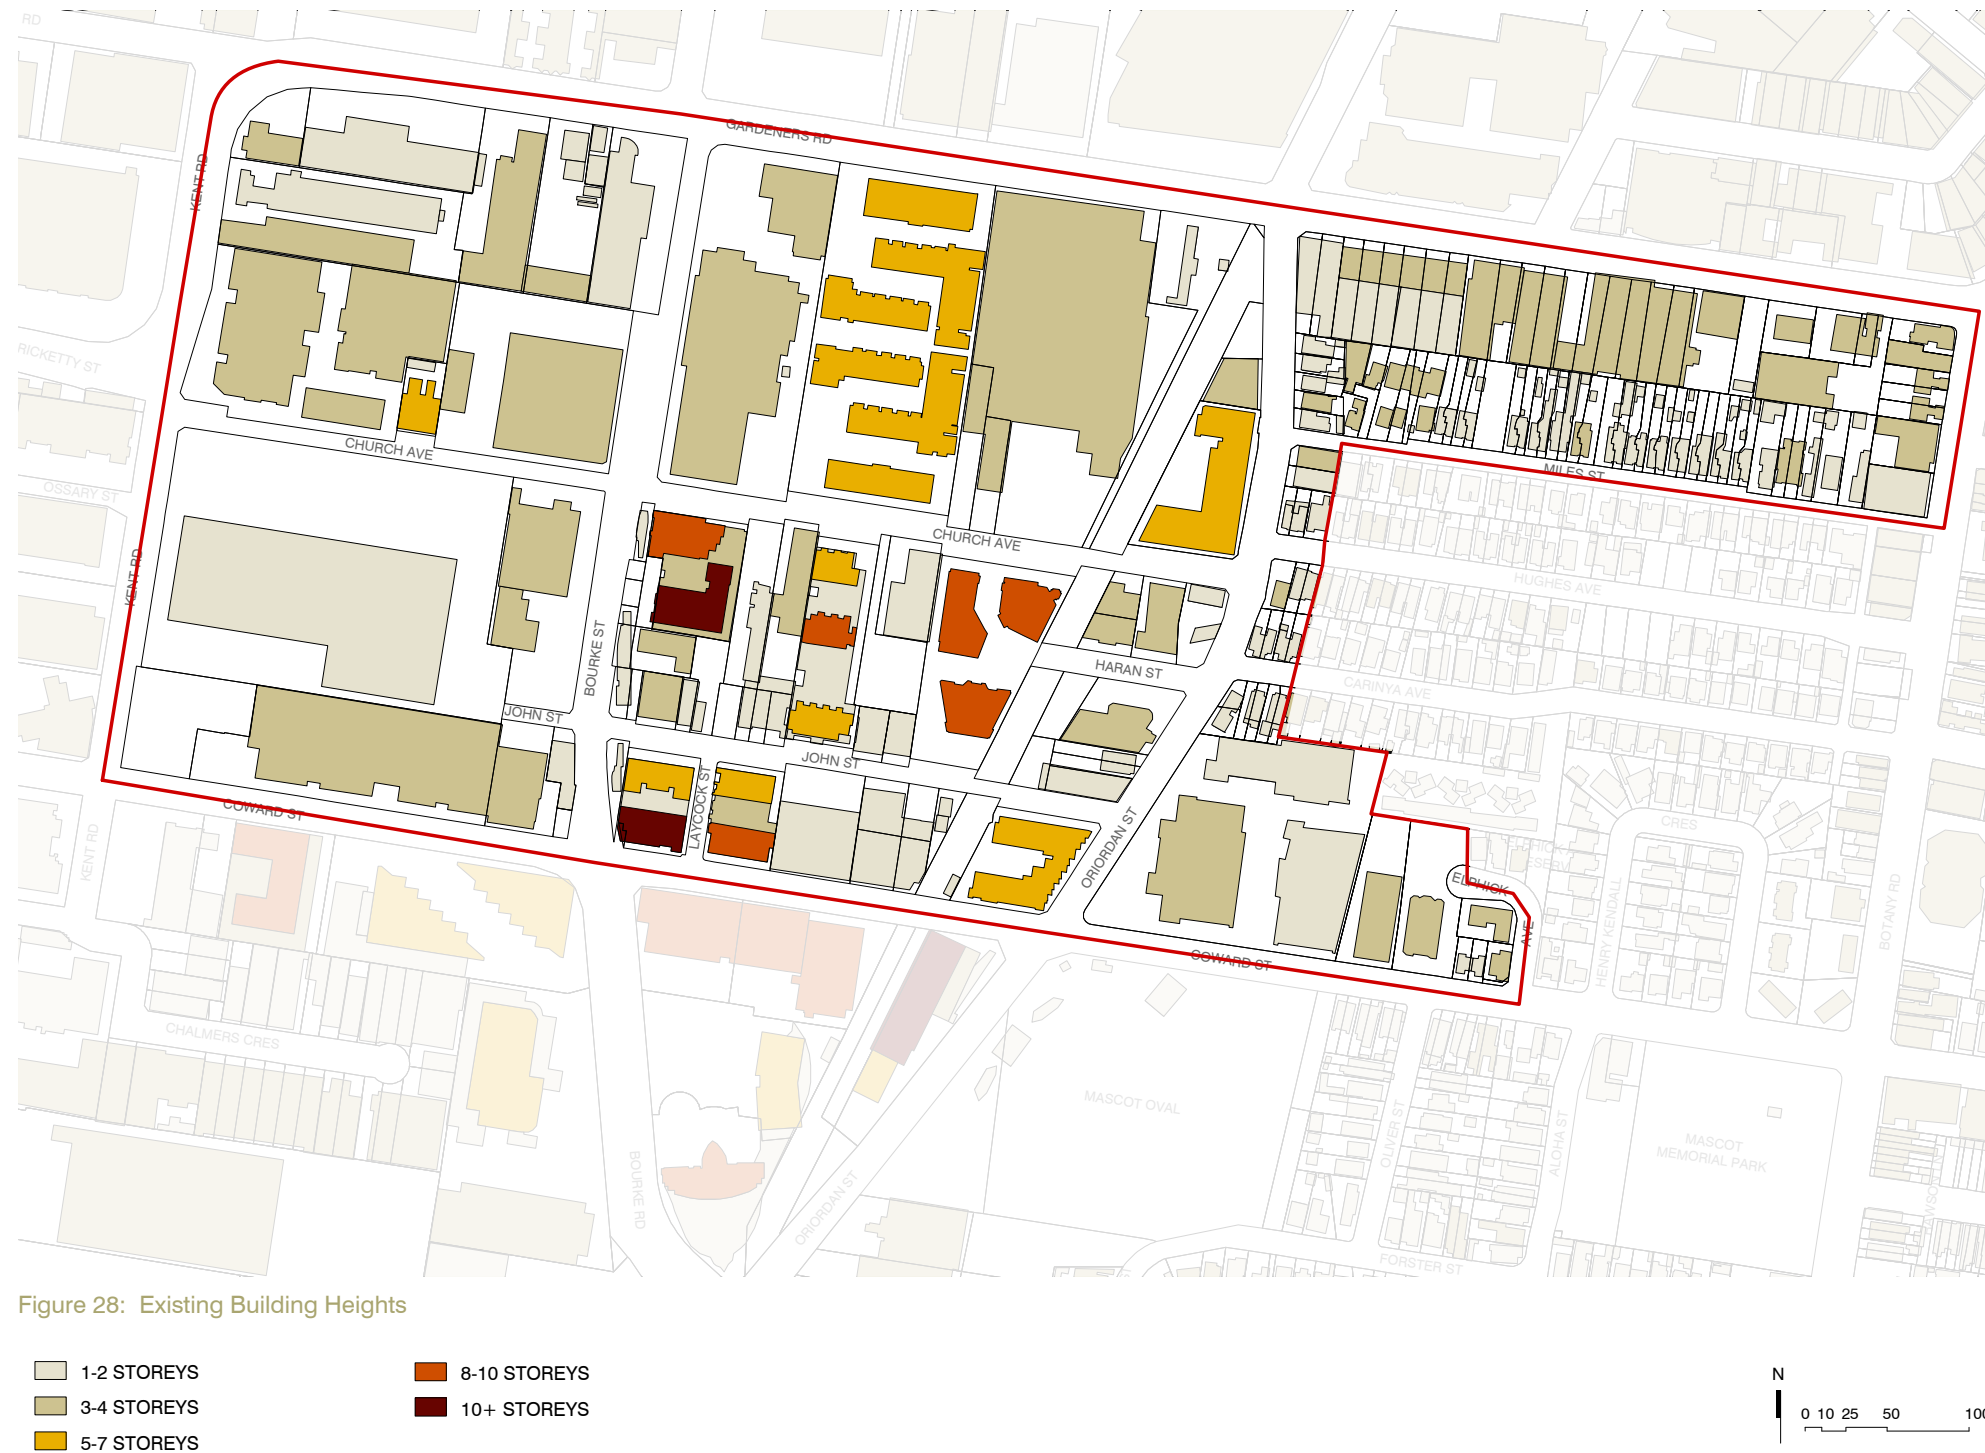 RD
GARDENERS RD
KENT RD
RICKETTY ST
CHURCH AVE
MILES ST
OSSARY ST
CHURCH AVE
KENT RD
HUGHES AVE
BOURKE ST
HARAN ST
CARINYA AVE
JOHN ST
JOHN ST
LAYCOCK ST
COWARD ST
ORIORDAN ST
CRES
KENT RD
ELPHICK
AVE
HENRY KENDALL
BOTANY RD
COWARD ST
CHALMERS CRES
MASCOT OVAL
OLIVER ST
ALOHA ST
MASCOT
MEMORIAL PARK
BOURKE RD
ORIORDAN ST
FORSTER ST
Figure 28: Existing Building Heights
1-2 STOREYS
3-4 STOREYS
5-7 STOREYS
8-10 STOREYS
10+ STOREYS
N
0 10 25 50 100